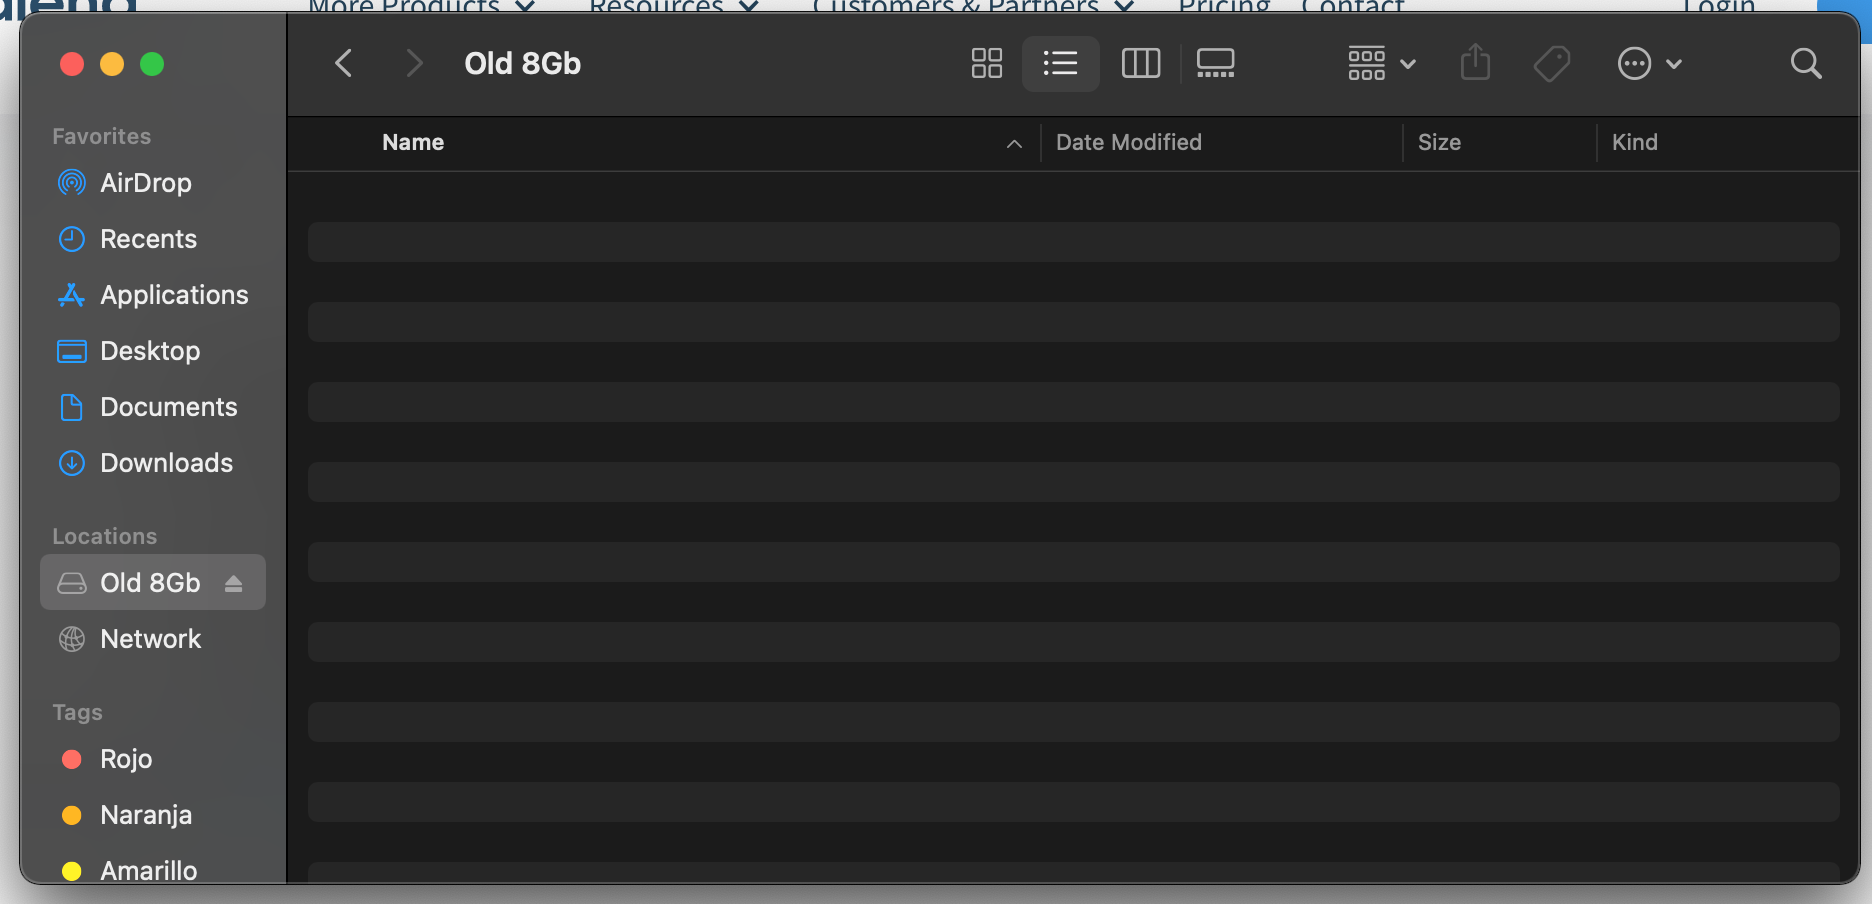 More Products Resources Customers & Partners Pricing Contact Login
Old 8Gb
Name Date Modified Size Kind
Favorites
AirDrop
Recents
Applications
Desktop
Documents
Downloads
Locations
Old 8Gb
Network
Tags
Rojo
Naranja
Amarillo